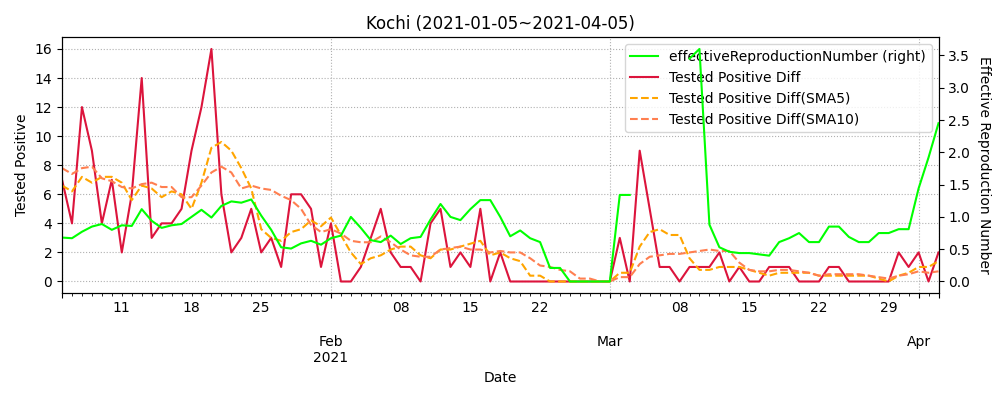 Kochi (2021-01-05~2021-04-05)
effectiveReproductionNumber (right)
Tested Positive Diff
Tested Positive Diff(SMA5)
Tested Positive Diff(SMA10)
Tested Positive
16
14
12
10
8
6
4
2
0
Effective Reproduction Number
3.5
3.0
2.5
2.0
1.5
1.0
0.5
0.0
11 18 25 08 15 22 08 15 22 29
Feb Mar Apr
2021
Date